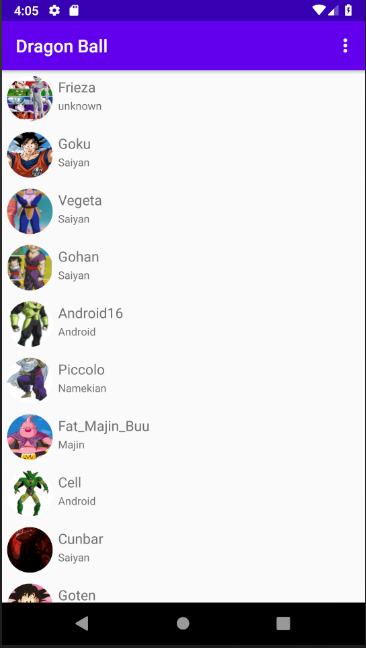 4:05
Dragon Ball
Frieza
unknown
Goku
Saiyan
Vegeta
Saiyan
Gohan
Saiyan
Android16
Android
Piccolo
Namekian
Fat_Majin_Buu
Majin
Cell
Android
Cunbar
Saiyan
Goten